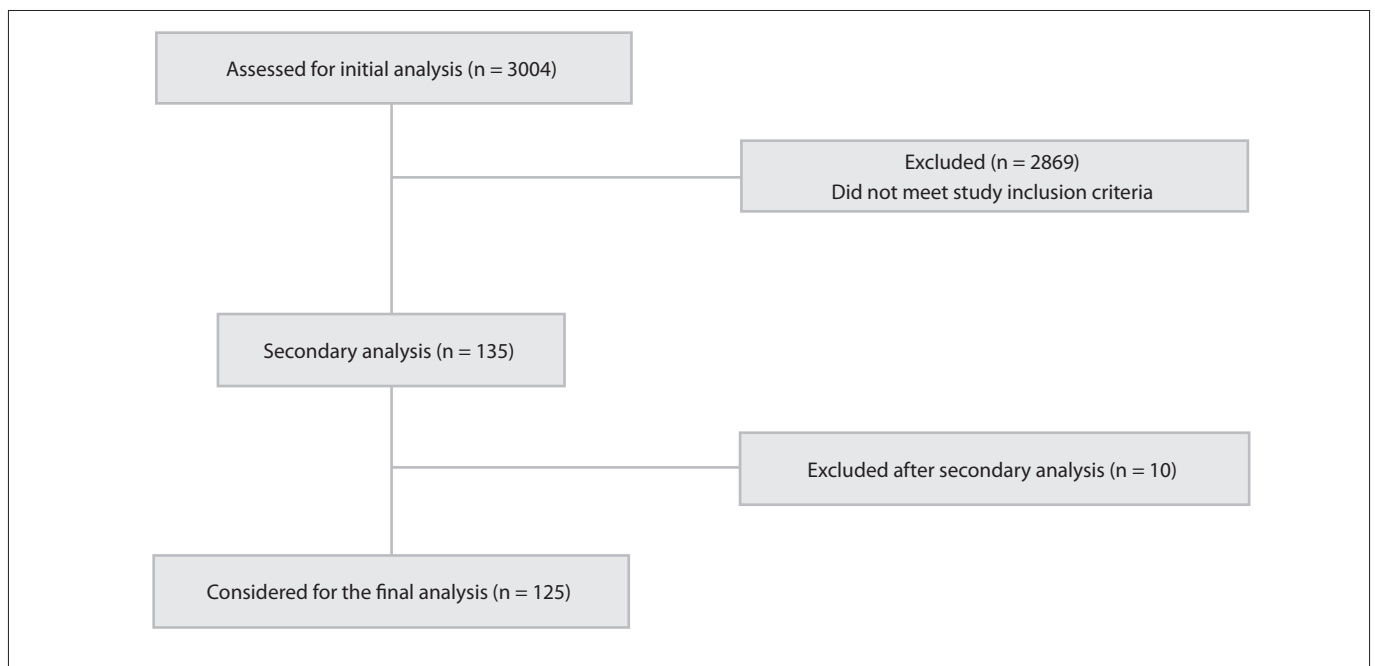 Assessed for initial analysis (n = 3004)
Excluded (n = 2869)
Did not meet study inclusion criteria
Secondary analysis (n = 135)
Excluded after secondary analysis (n = 10)
Considered for the final analysis (n = 125)